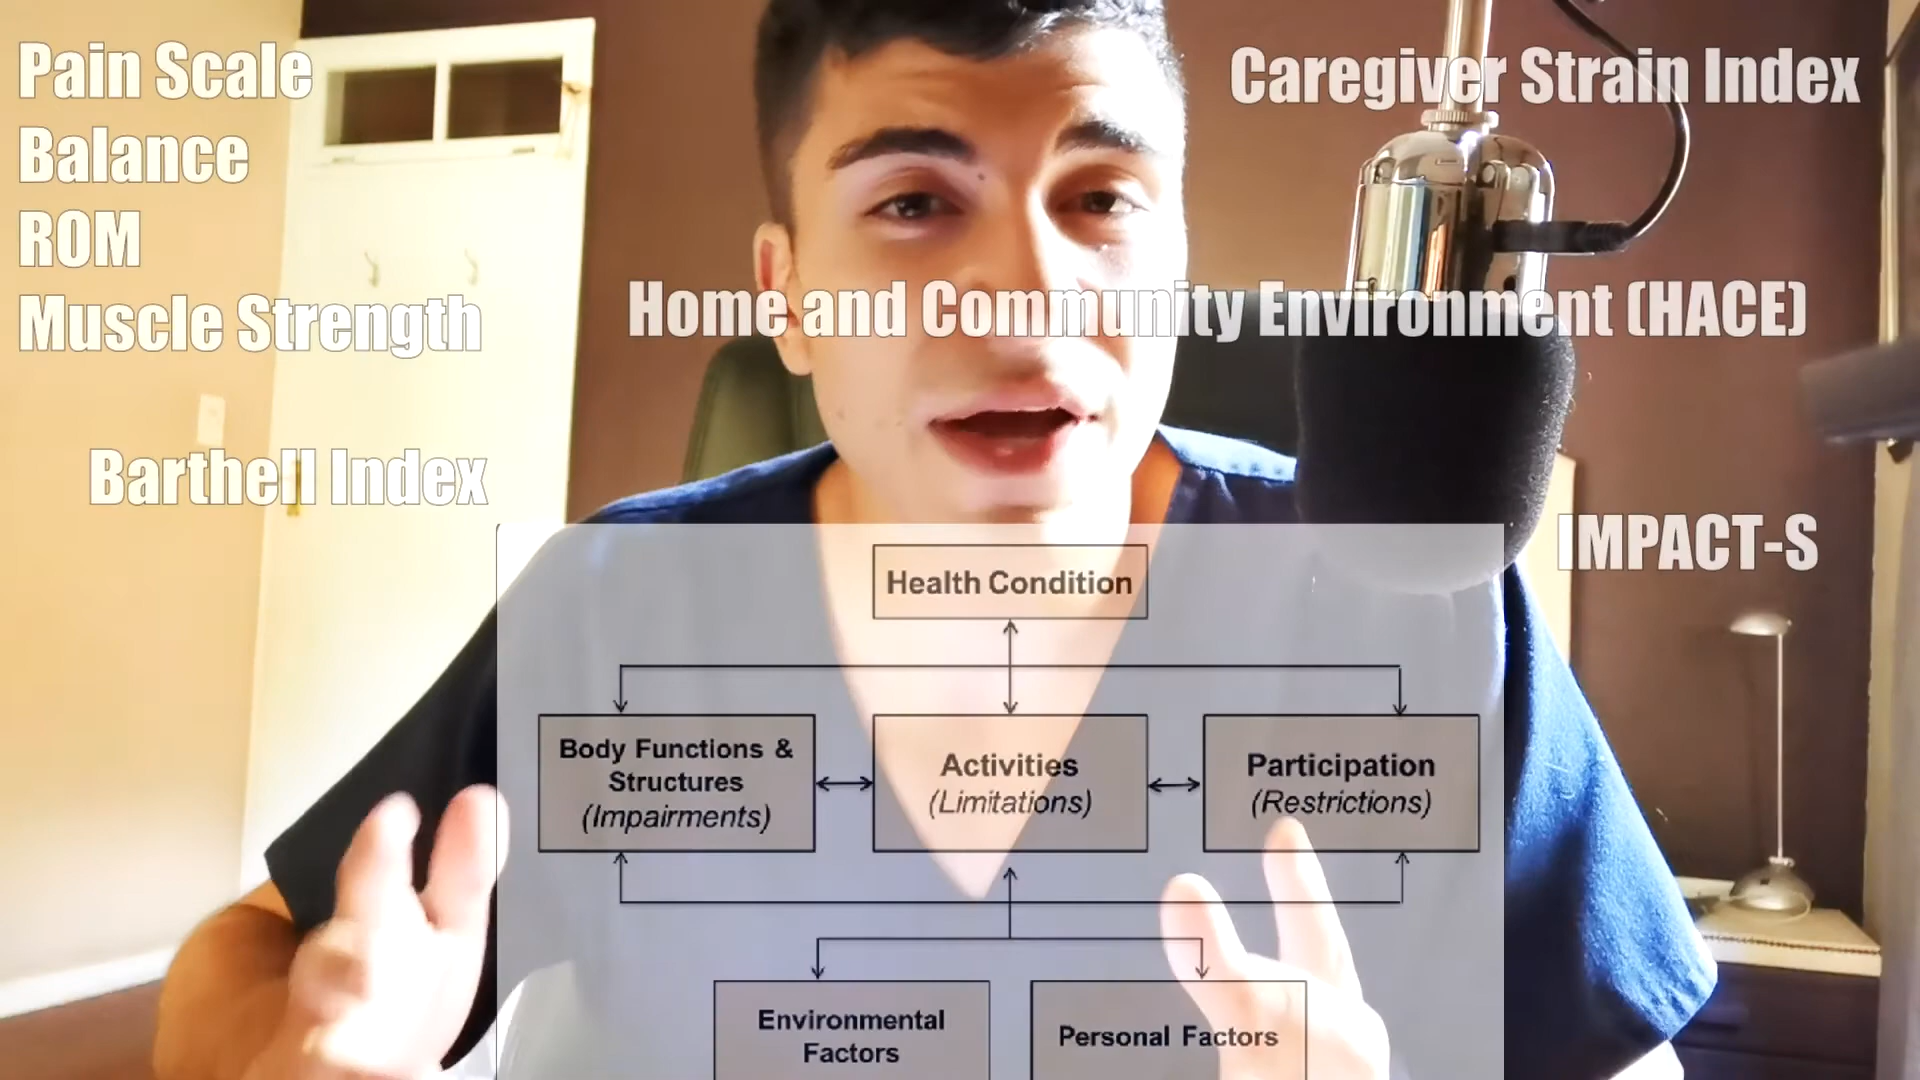 Pain Scale
Balance
ROM
Muscle Strength
Barthell Index
Caregiver Strain Index
Home and Community Environment (HACE)
IMPACT-S
Health Condition
Body Functions &
Structures
(Impairments)
Activities
(Limitations)
Participation
(Restrictions)
Environmental
Factors
Personal Factors